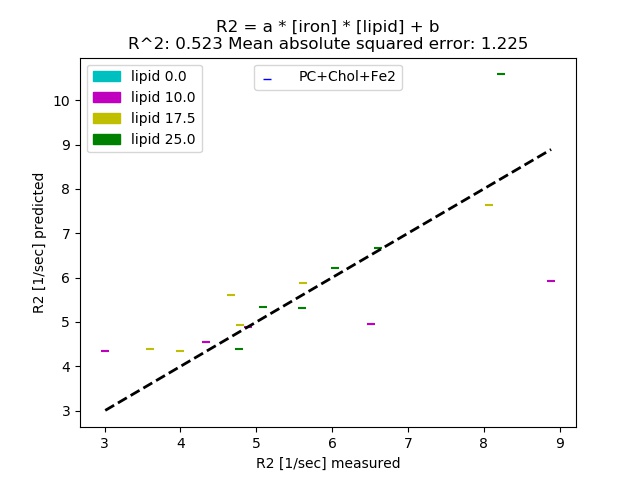 R2 = a * [iron] * [lipid] + b
R^2: 0.523 Mean absolute squared error: 1.225
lipid 0.0
lipid 10.0
lipid 17.5
lipid 25.0
PC+Chol+Fe2
R2 [1/sec] predicted
10
9
8
7
6
5
4
3
3 4 5 6 7 8 9
R2 [1/sec] measured